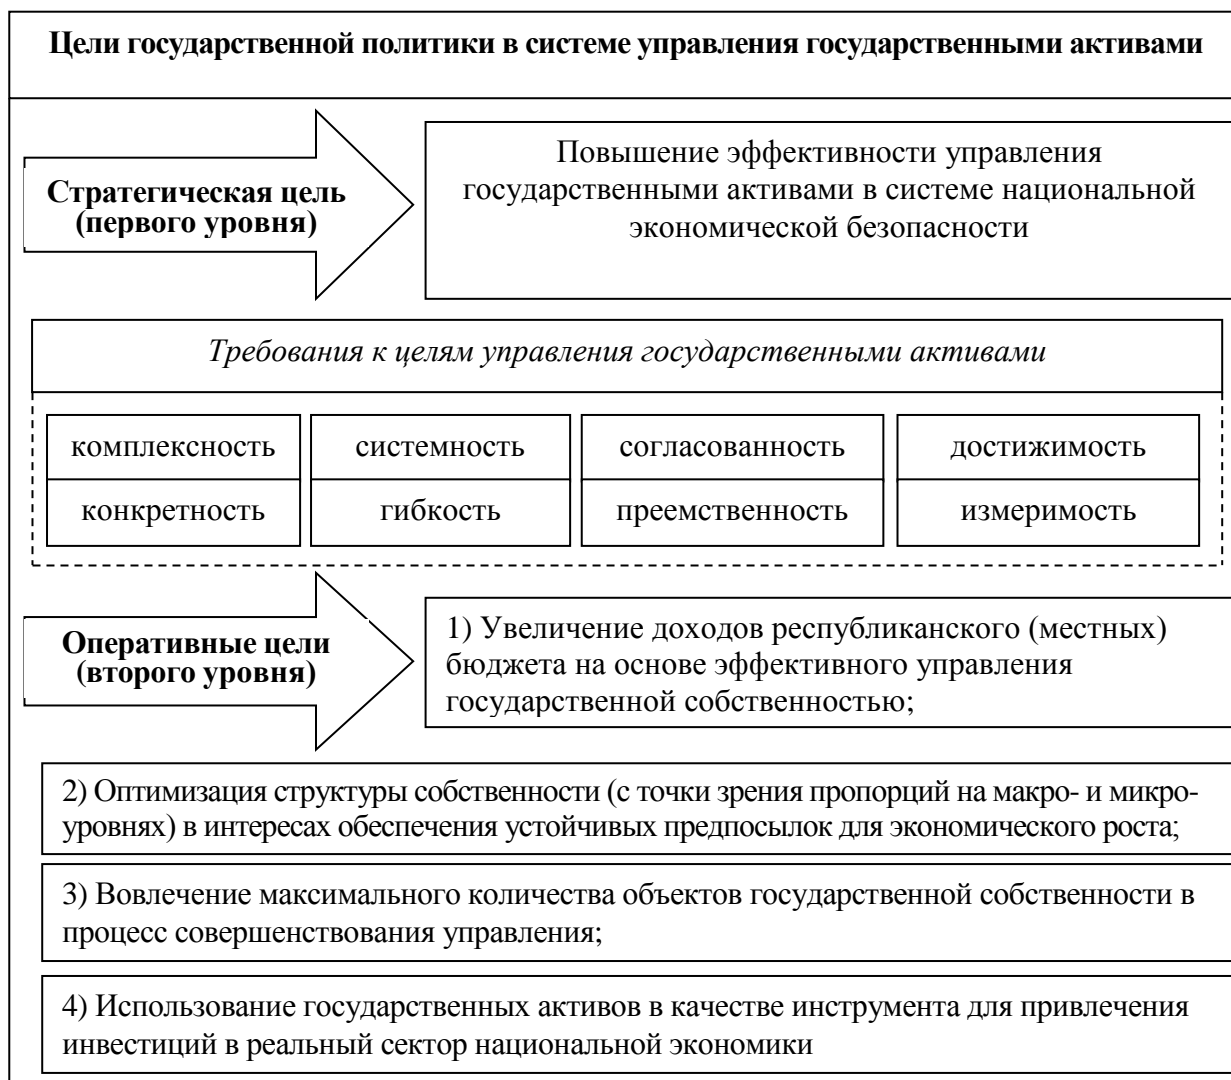 Цели государственной политики в системе управления государственными активами
Стратегическая цель
(первого уровня)
Повышение эффективности управления
государственными активами в системе национальной
экономической безопасности
Требования к целям управления государственными активами
комплексность
системность
согласованность
достижимость
конкретность
гибкость
преемственность
измеримость
Оперативные цели
(второго уровня)
1) Увеличение доходов республиканского (местных)
бюджета на основе эффективного управления
государственной собственностью;
2) Оптимизация структуры собственности (с точки зрения пропорций на макро- и микро-
уровнях) в интересах обеспечения устойчивых предпосылок для экономического роста;
3) Вовлечение максимального количества объектов государственной собственности в
процесс совершенствования управления;
4) Использование государственных активов в качестве инструмента для привлечения
инвестиций в реальный сектор национальной экономики